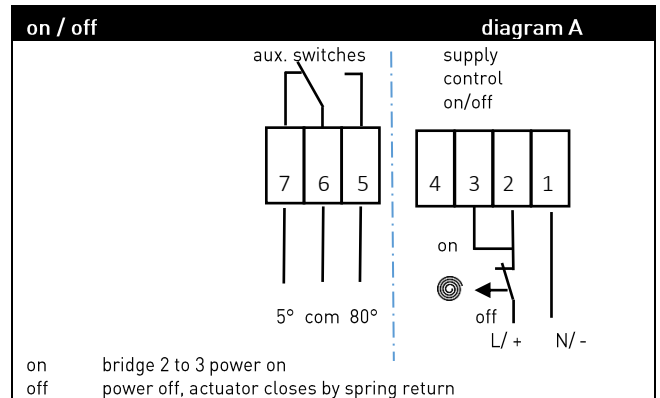 on / off diagram A
aux. switches supply
control
on/off
7 6 5 4 3 2 1
on
5° com 80° off
L/ + N/ -
on bridge 2 to 3 power on
off power off, actuator closes by spring return